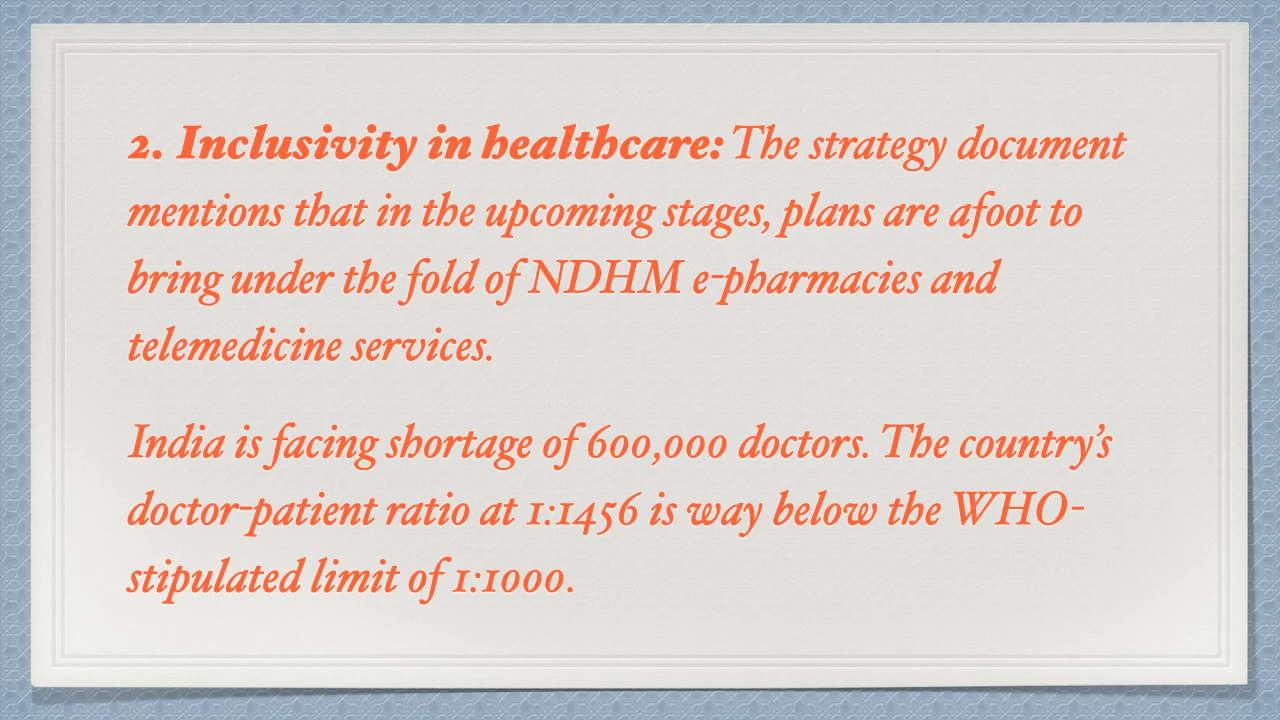 2. Inclusivity in healthcare: The strategy document
mentions that in the upcoming stages, plans are afoot to
bring under the fold of NDHM e-pharmacies and
telemedicine services.
India is facing shortage of 600,000 doctors. The country’s
doctor-patient ratio at 1:1456 is way below the WHO-
stipulated limit of 1:1000.